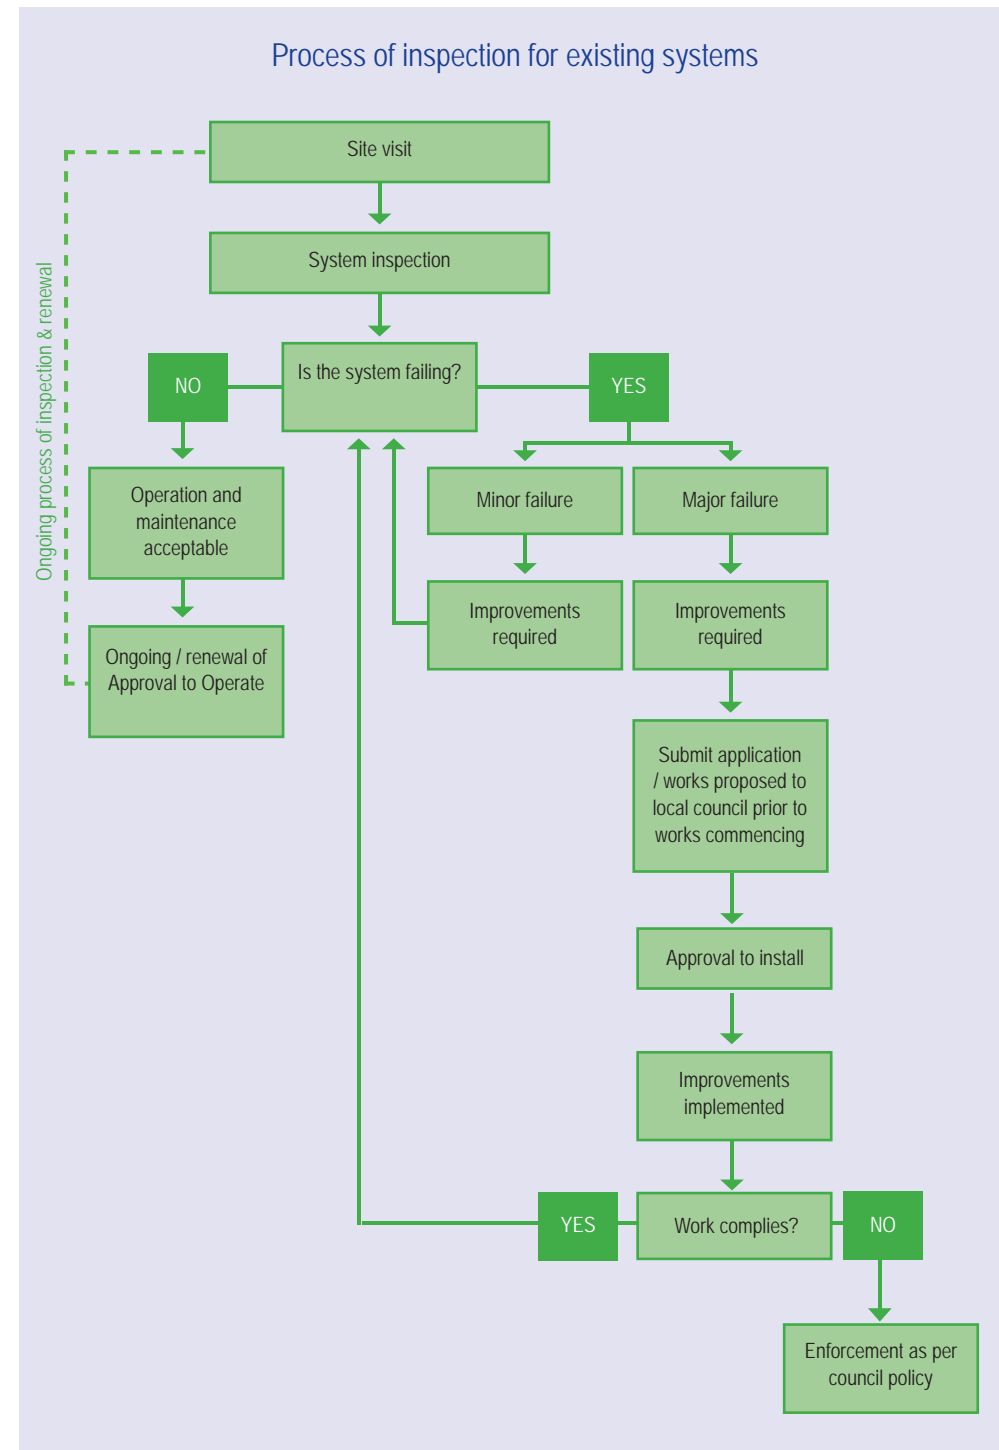 Process of inspection for existing systems
Site visit
System inspection
Ongoing process of inspection & renewal
Is the system failing?
NO
YES
Operation and
maintenance
acceptable
Minor failure
Major failure
Ongoing / renewal of
Approval to Operate
Improvements
required
Improvements
required
Submit application
/ works proposed to
local council prior to
works commencing
Approval to install
Improvements
implemented
YES
Work complies?
NO
Enforcement as per
council policy